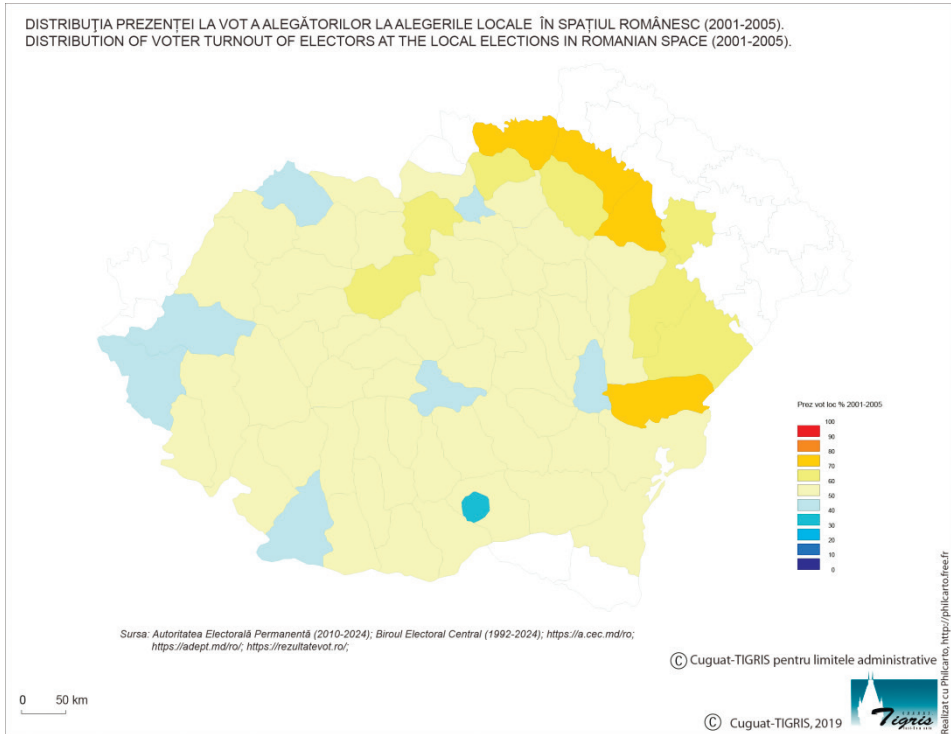 DISTRIBUȚIA PREZENȚEI LA VOT A ALEGĂTORILOR LA ALEGERILE LOCALE ÎN SPAȚIUL ROMÂNESC (2001-2005).
DISTRIBUTION OF VOTER TURNOUT OF ELECTORS AT THE LOCAL ELECTIONS IN ROMANIAN SPACE (2001-2005).
Prez vot loc % 2001-2005
100
90
80
70
60
50
40
30
20
10
0
Sursa: Autoritatea Electorală Permanentă (2010-2024); Biroul Electoral Central (1992-2024); https://a.cec.md/ro;
https://adept.md/ro/; https://rezultatevot.ro/;
© Cuguat-TIGRIS pentru limitele administrative
0 50 km
© Cuguat-TIGRIS, 2019
Tigris
Realizat cu Philcarto, http://philcarto.free.fr